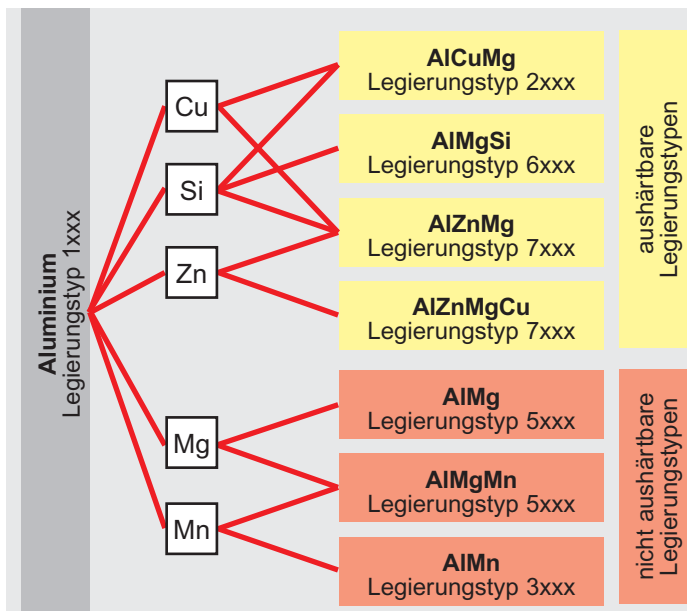 Aluminium
Legierungstyp 1xxx
Cu
Si
Zn
Mg
Mn
AlCuMg
Legierungstyp 2xxx
AlMgSi
Legierungstyp 6xxx
AlZnMg
Legierungstyp 7xxx
AlZnMgCu
Legierungstyp 7xxx
AlMg
Legierungstyp 5xxx
AlMgMn
Legierungstyp 5xxx
AlMn
Legierungstyp 3xxx
aushärtbare
Legierungstypen
nicht aushärtbare
Legierungstypen